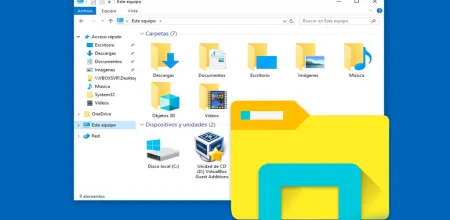 Este equipo
Archivo Equipo Vista
Este equipo
Buscar en Este equipo
Acceso rápido
Escritorio
Descargas
Documentos
Imágenes
\\VBOXSVR\Desktop
Música
System32
Vídeos
OneDrive
Este equipo
Red
Carpetas (7)
Descargas Documentos Escritorio Imágenes Música
Objetos 3D Vídeos
Dispositivos y unidades (2)
Disco local (C:) Unidad de CD
(D:) VirtualBox
Guest Additions
9 elementos